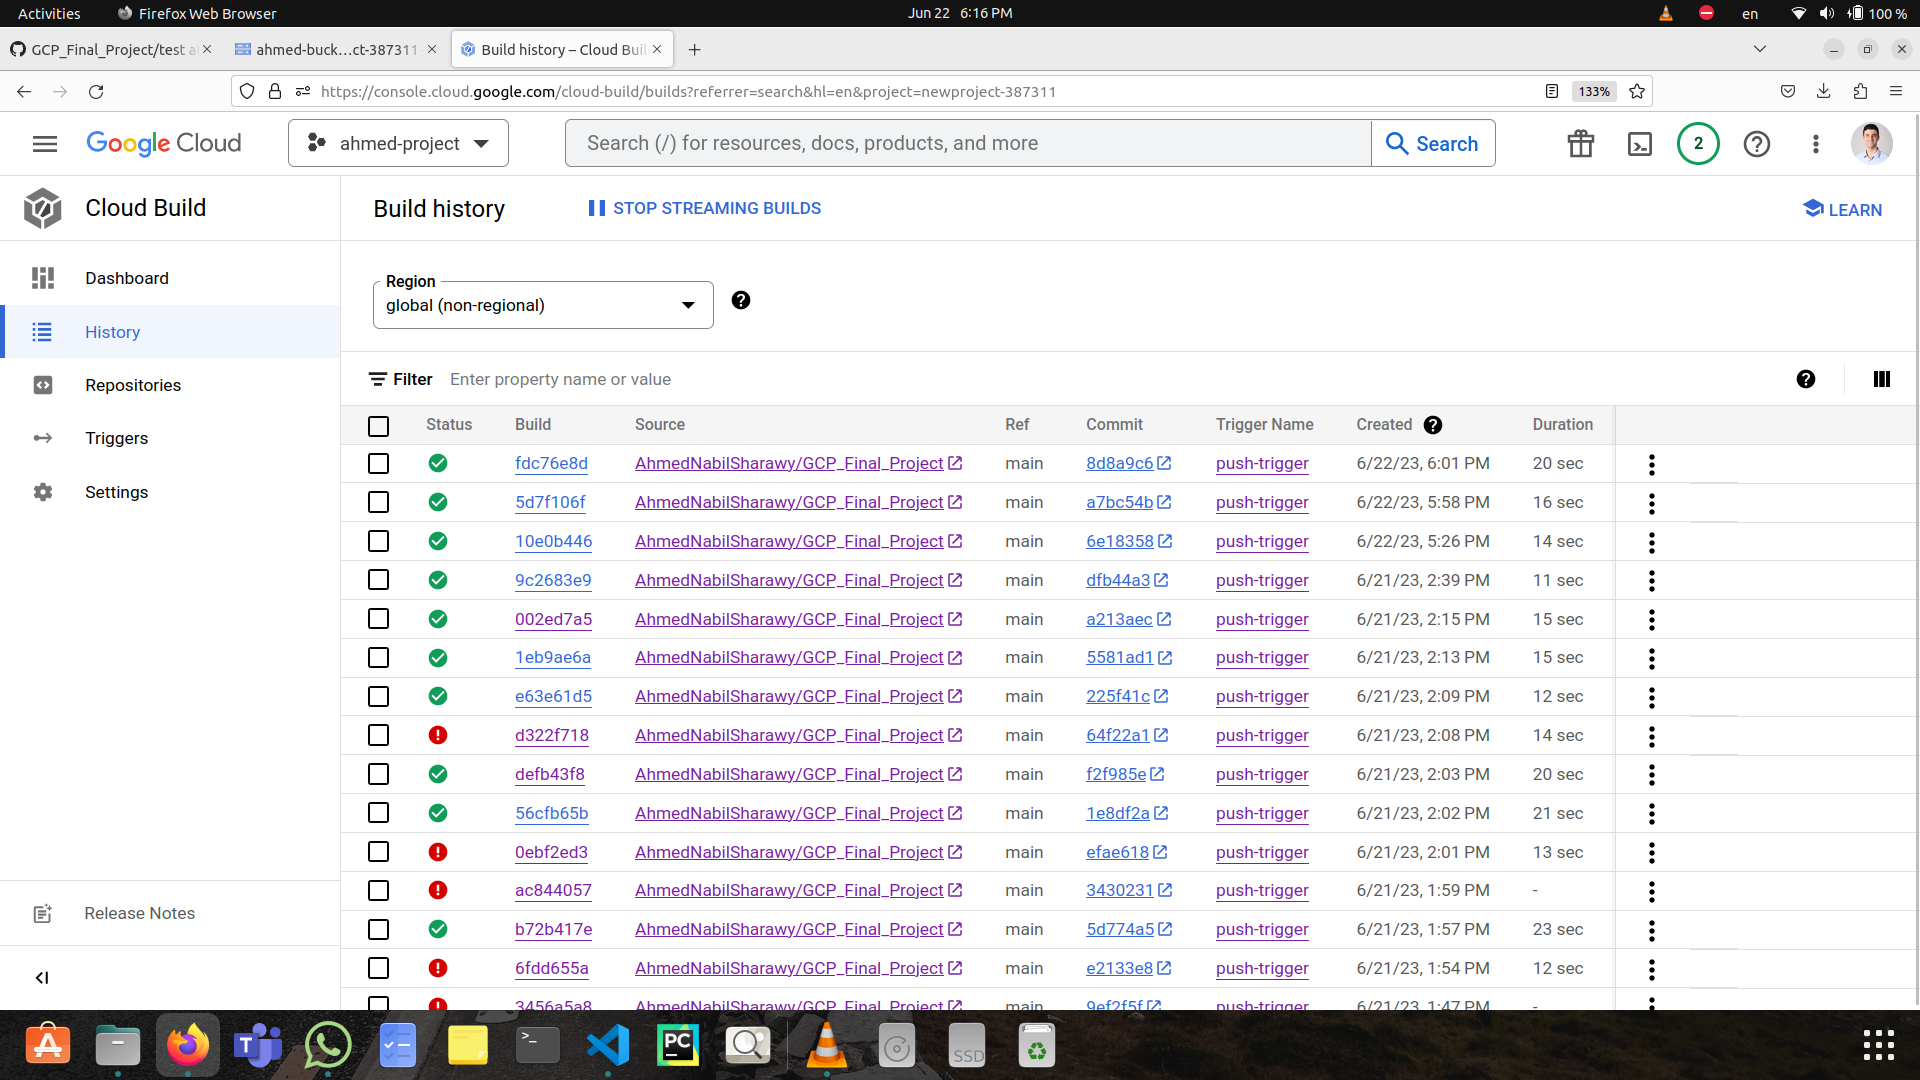 Activities Firefox Web Browser Jun 22 6:16 PM en 100 %
GCP_Final_Project/test a ahmed-buck…ct-387311 Build history – Cloud Buil
https://console.cloud.google.com/cloud-build/builds?referrer=search&hl=en&project=newproject-387311 133%
Google Cloud ahmed-project Search (/) for resources, docs, products, and more Search 2
Cloud Build Build history STOP STREAMING BUILDS LEARN
Dashboard
History
Repositories
Triggers
Settings
Release Notes
Region
global (non-regional)
Filter Enter property name or value
Status Build Source Ref Commit Trigger Name Created Duration
fdc76e8d AhmedNabilSharawy/GCP_Final_Project main 8d8a9c6 push-trigger 6/22/23, 6:01 PM 20 sec
5d7f106f AhmedNabilSharawy/GCP_Final_Project main a7bc54b push-trigger 6/22/23, 5:58 PM 16 sec
10e0b446 AhmedNabilSharawy/GCP_Final_Project main 6e18358 push-trigger 6/22/23, 5:26 PM 14 sec
9c2683e9 AhmedNabilSharawy/GCP_Final_Project main dfb44a3 push-trigger 6/21/23, 2:39 PM 11 sec
002ed7a5 AhmedNabilSharawy/GCP_Final_Project main a213aec push-trigger 6/21/23, 2:15 PM 15 sec
1eb9ae6a AhmedNabilSharawy/GCP_Final_Project main 5581ad1 push-trigger 6/21/23, 2:13 PM 15 sec
e63e61d5 AhmedNabilSharawy/GCP_Final_Project main 225f41c push-trigger 6/21/23, 2:09 PM 12 sec
d322f718 AhmedNabilSharawy/GCP_Final_Project main 64f22a1 push-trigger 6/21/23, 2:08 PM 14 sec
defb43f8 AhmedNabilSharawy/GCP_Final_Project main f2f985e push-trigger 6/21/23, 2:03 PM 20 sec
56cfb65b AhmedNabilSharawy/GCP_Final_Project main 1e8df2a push-trigger 6/21/23, 2:02 PM 21 sec
0ebf2ed3 AhmedNabilSharawy/GCP_Final_Project main efae618 push-trigger 6/21/23, 2:01 PM 13 sec
ac844057 AhmedNabilSharawy/GCP_Final_Project main 3430231 push-trigger 6/21/23, 1:59 PM -
b72b417e AhmedNabilSharawy/GCP_Final_Project main 5d774a5 push-trigger 6/21/23, 1:57 PM 23 sec
6fdd655a AhmedNabilSharawy/GCP_Final_Project main e2133e8 push-trigger 6/21/23, 1:54 PM 12 sec
3456a5a8 AhmedNabilSharawy/GCP_Final_Project main 9ef2f5f push-trigger 6/21/23, 1:47 PM -
PC SSD